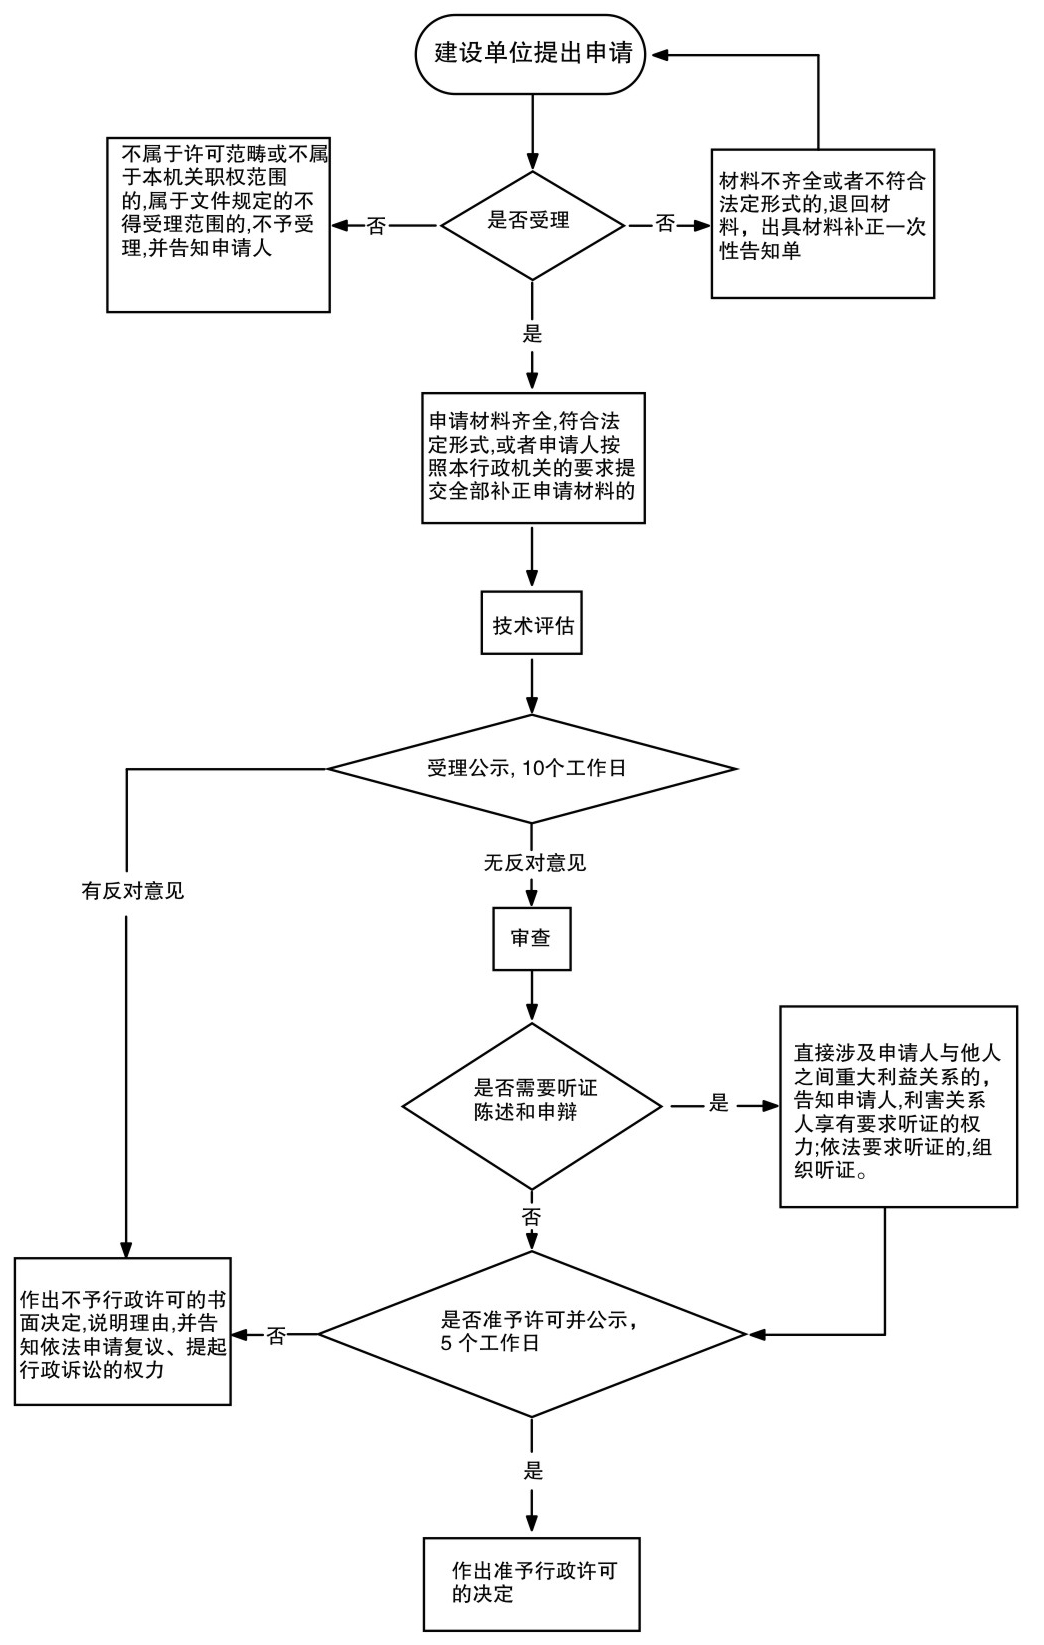 建设单位提出申请
不属于许可范畴或不属
于本机关职权范围
的,属于文件规定的不
得受理范围的,不予受
理,并告知申请人
否
是否受理
否
材料不齐全或者不符合
法定形式的,退回材
料，出具材料补正一次
性告知单
是
申请材料齐全,符合法
定形式,或者申请人按
照本行政机关的要求提
交全部补正申请材料的
技术评估
受理公示, 10个工作日
无反对意见
有反对意见
审查
是否需要听证
陈述和申辩
是
直接涉及申请人与他人
之间重大利益关系的，
告知申请人,利害关系
人享有要求听证的权
力;依法要求听证的,组
织听证。
否
作出不予行政许可的书
面决定,说明理由,并告
知依法申请复议、提起
行政诉讼的权力
否
是否准予许可并公示，
5 个工作日
是
作出准予行政许可
的决定